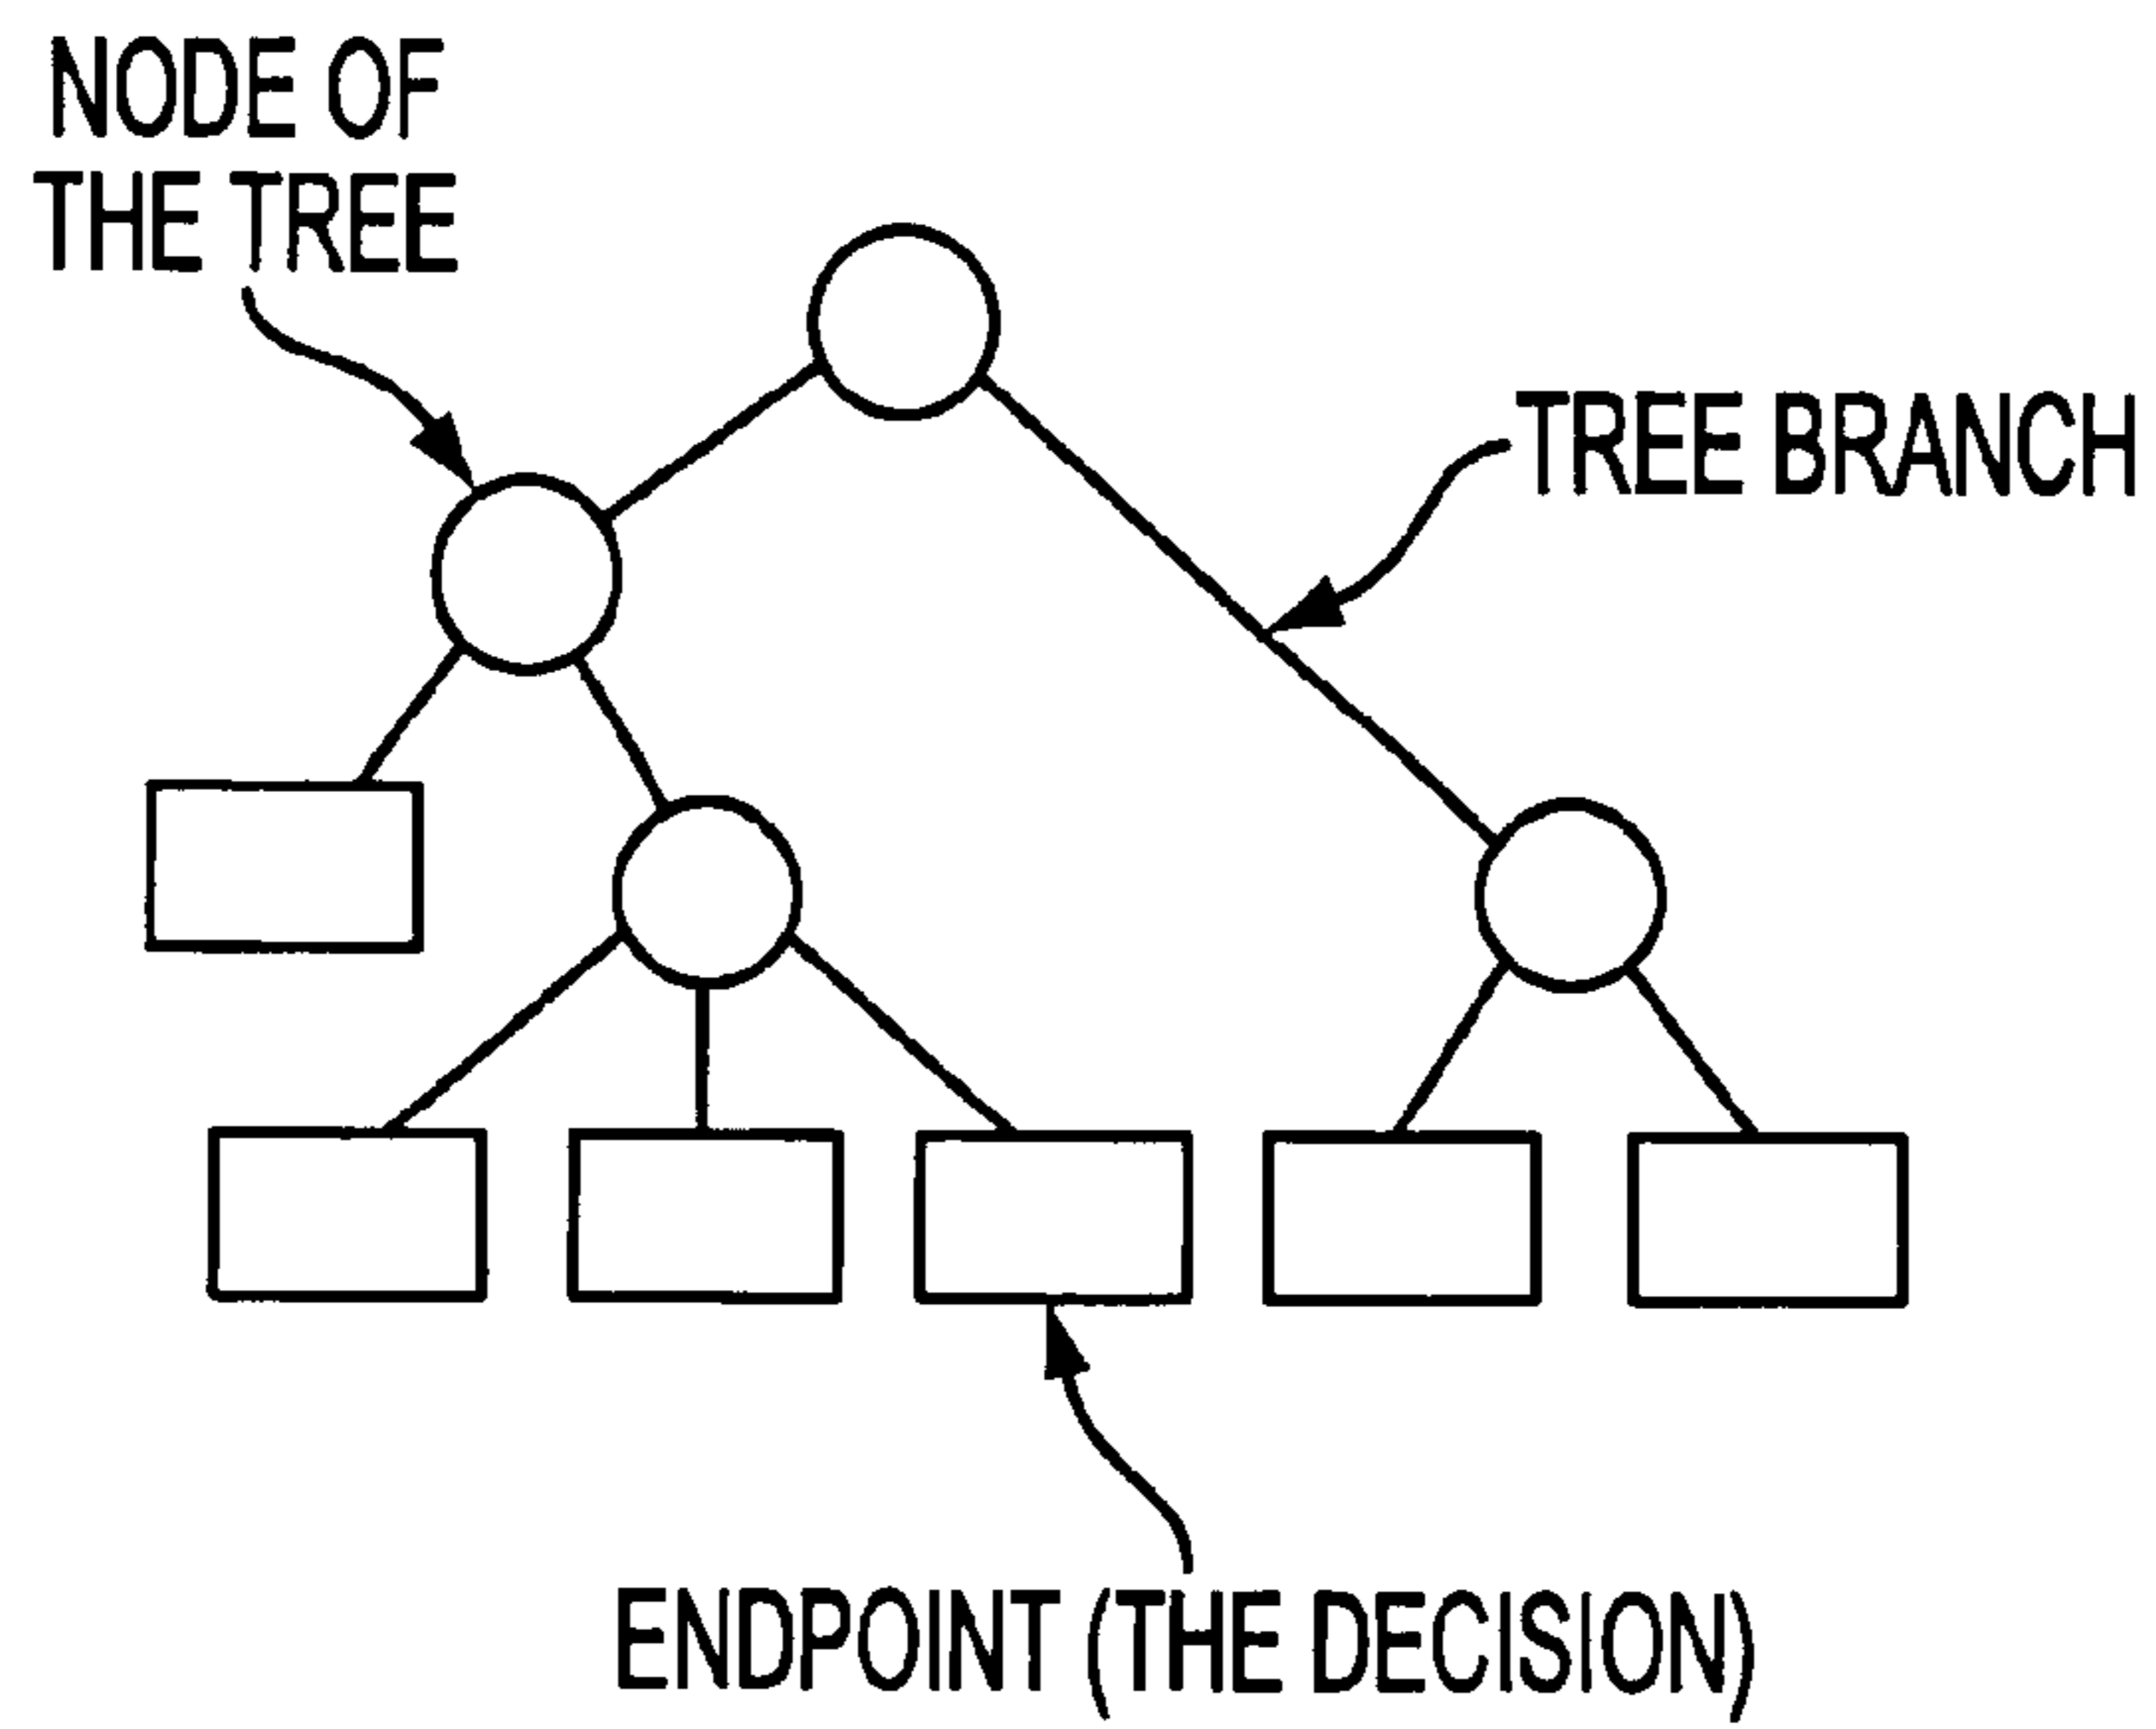 NODE OF
THE TREE
TREE BRANCH
ENDPOINT (THE DECISION)